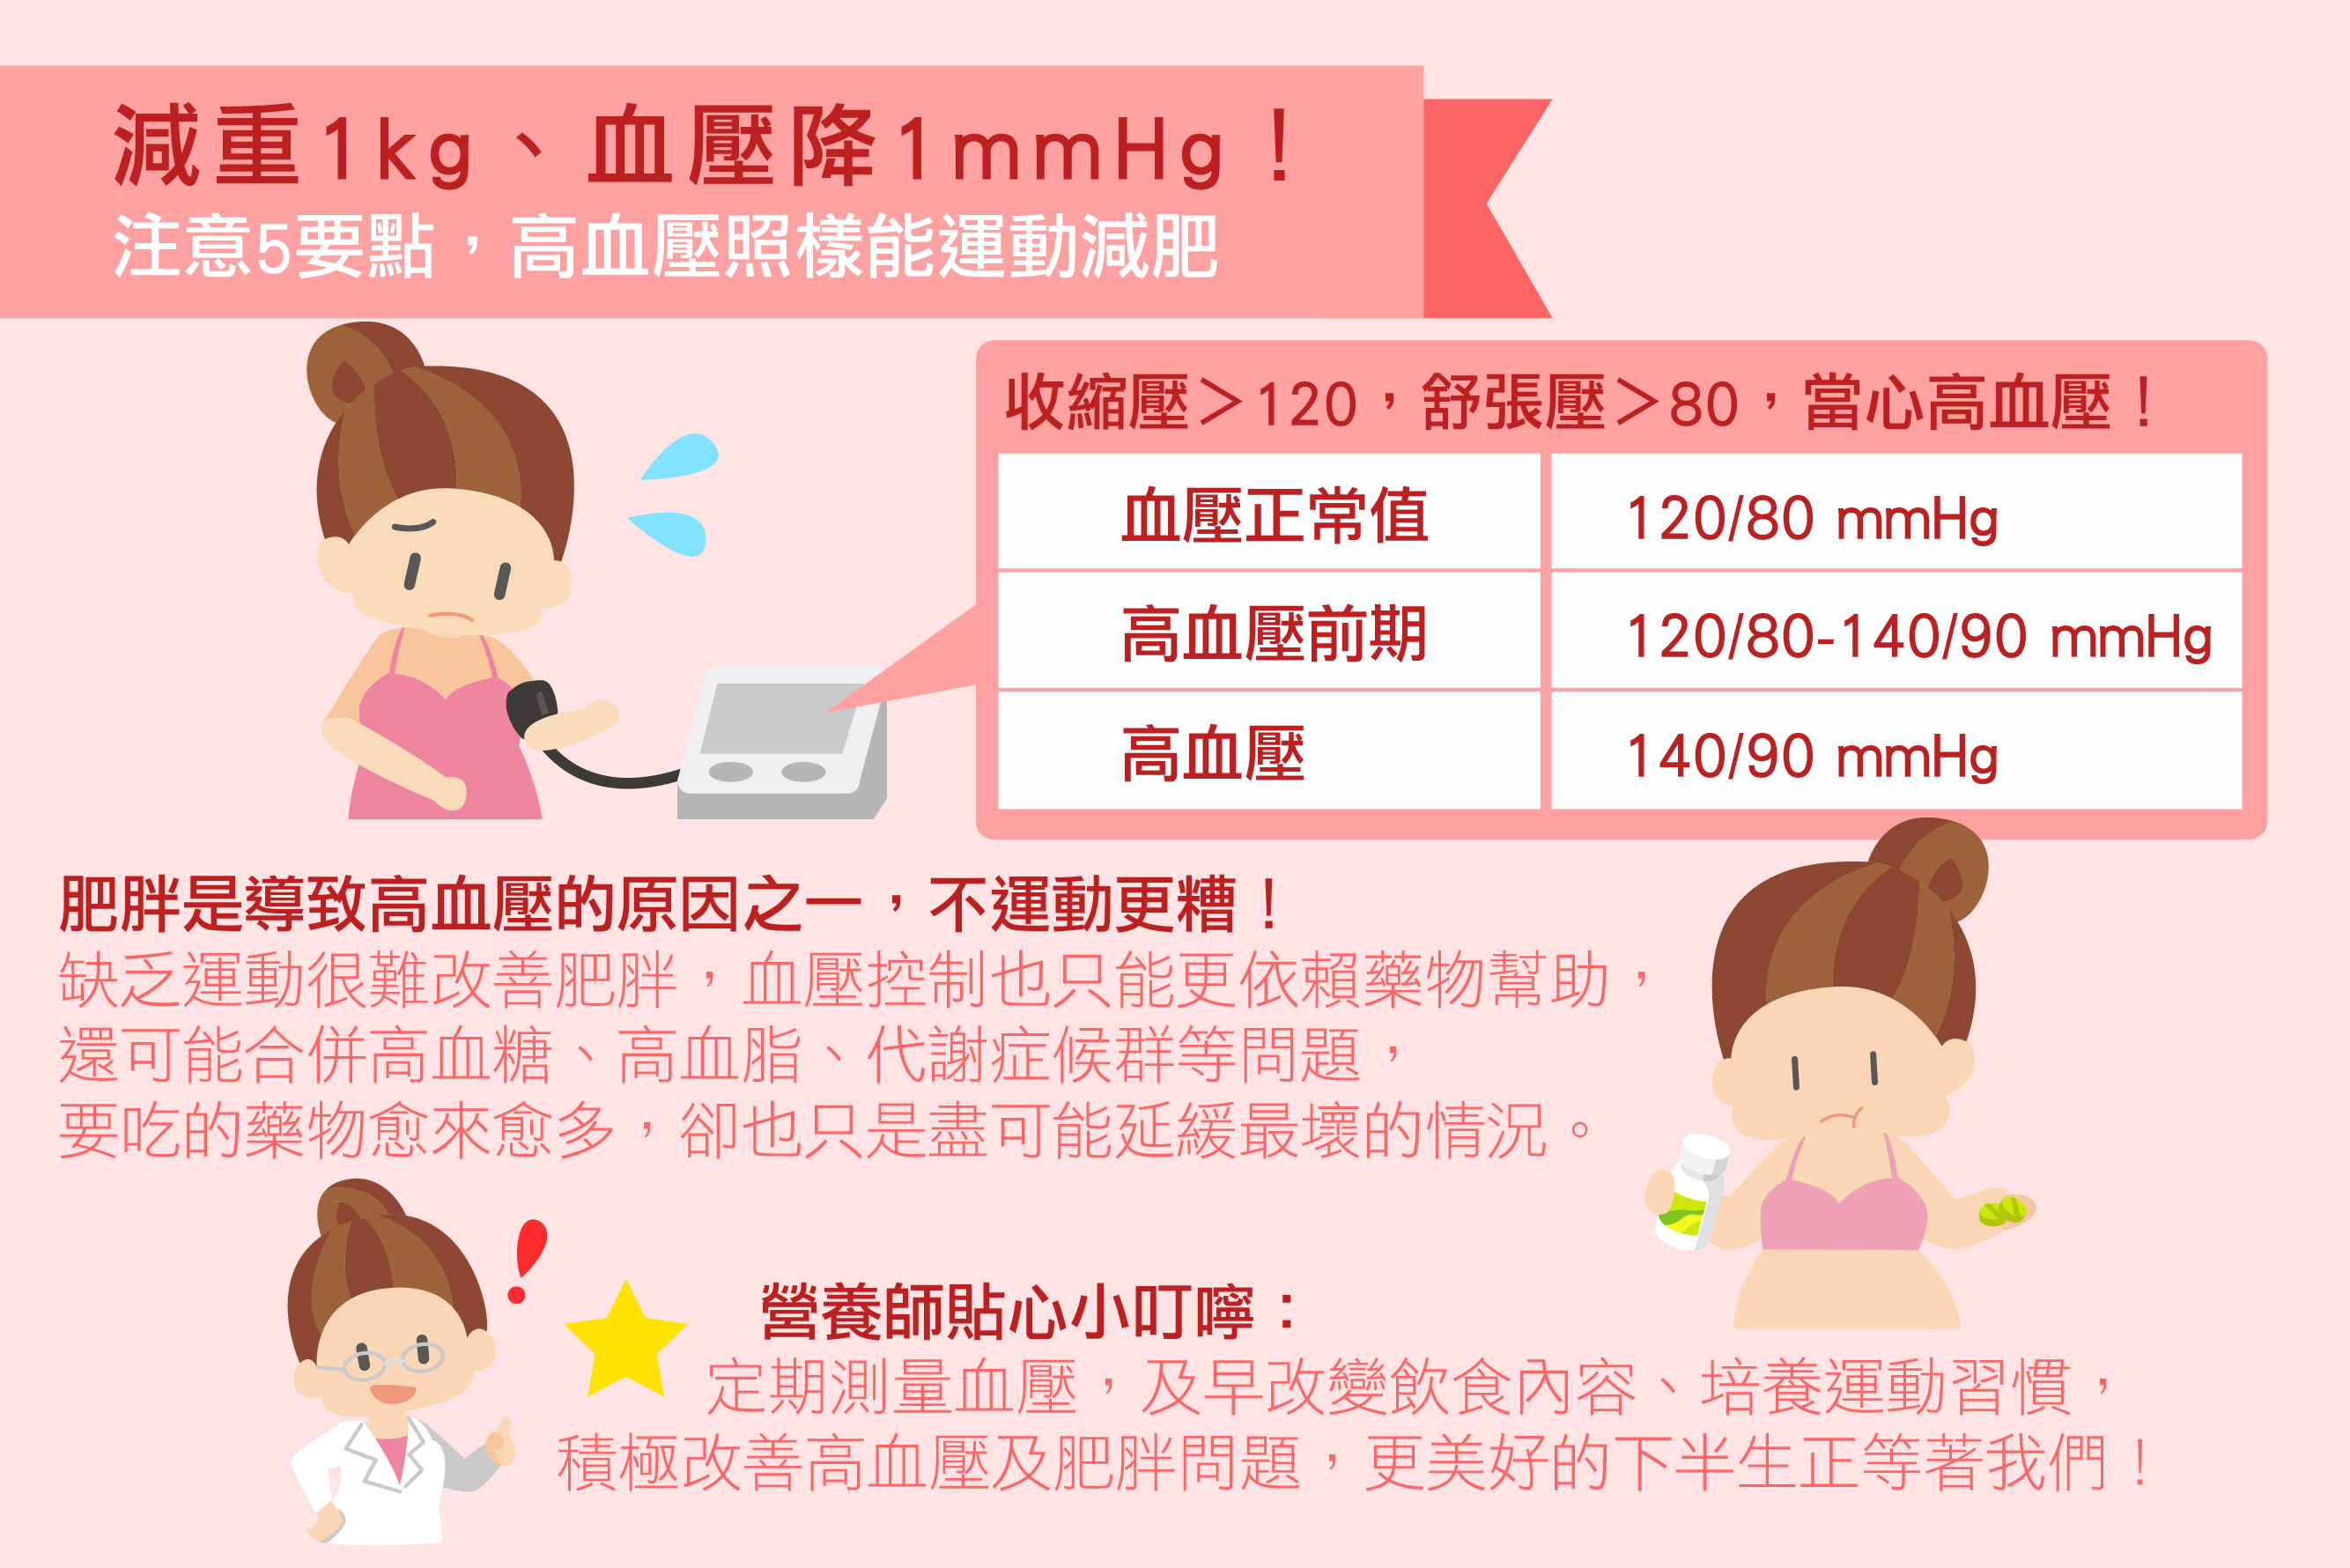 減重1kg、血壓降1mmHg！
注意5要點，高血壓照樣能運動減肥
收縮壓＞120，舒張壓＞80，當心高血壓！
血壓正常值 120/80 mmHg
高血壓前期 120/80-140/90 mmHg
高血壓 140/90 mmHg
肥胖是導致高血壓的原因之一，不運動更糟！
缺乏運動很難改善肥胖，血壓控制也只能更依賴藥物幫助，
還可能合併高血糖、高血脂、代謝症候群等問題，
要吃的藥物愈來愈多，卻也只是盡可能延緩最壞的情況。
營養師貼心小叮嚀：
定期測量血壓，及早改變飲食內容、培養運動習慣，
積極改善高血壓及肥胖問題，更美好的下半生正等著我們！